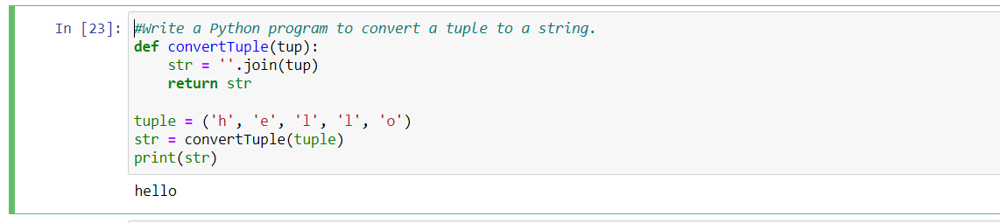 In [23]: #Write a Python program to convert a tuple to a string.
def convertTuple(tup):
    str = ''.join(tup)
    return str

tuple = ('h', 'e', 'l', 'l', 'o')
str = convertTuple(tuple)
print(str)
hello